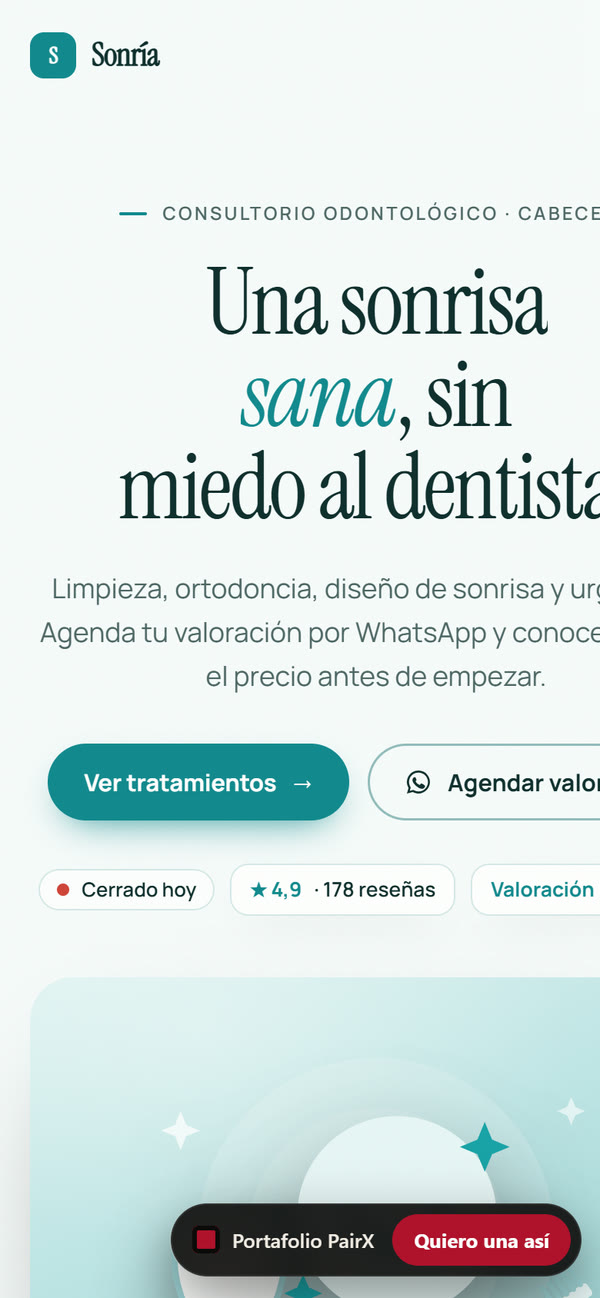 S Sonría
CONSULTORIO ODONTOLÓGICO · CABECE
Una sonrisa
sana, sin
miedo al dentista
Limpieza, ortodoncia, diseño de sonrisa y urg
Agenda tu valoración por WhatsApp y conoce
el precio antes de empezar.
Ver tratamientos → Agendar valor
Cerrado hoy ★ 4,9 · 178 reseñas Valoración
Portafolio PairX Quiero una así